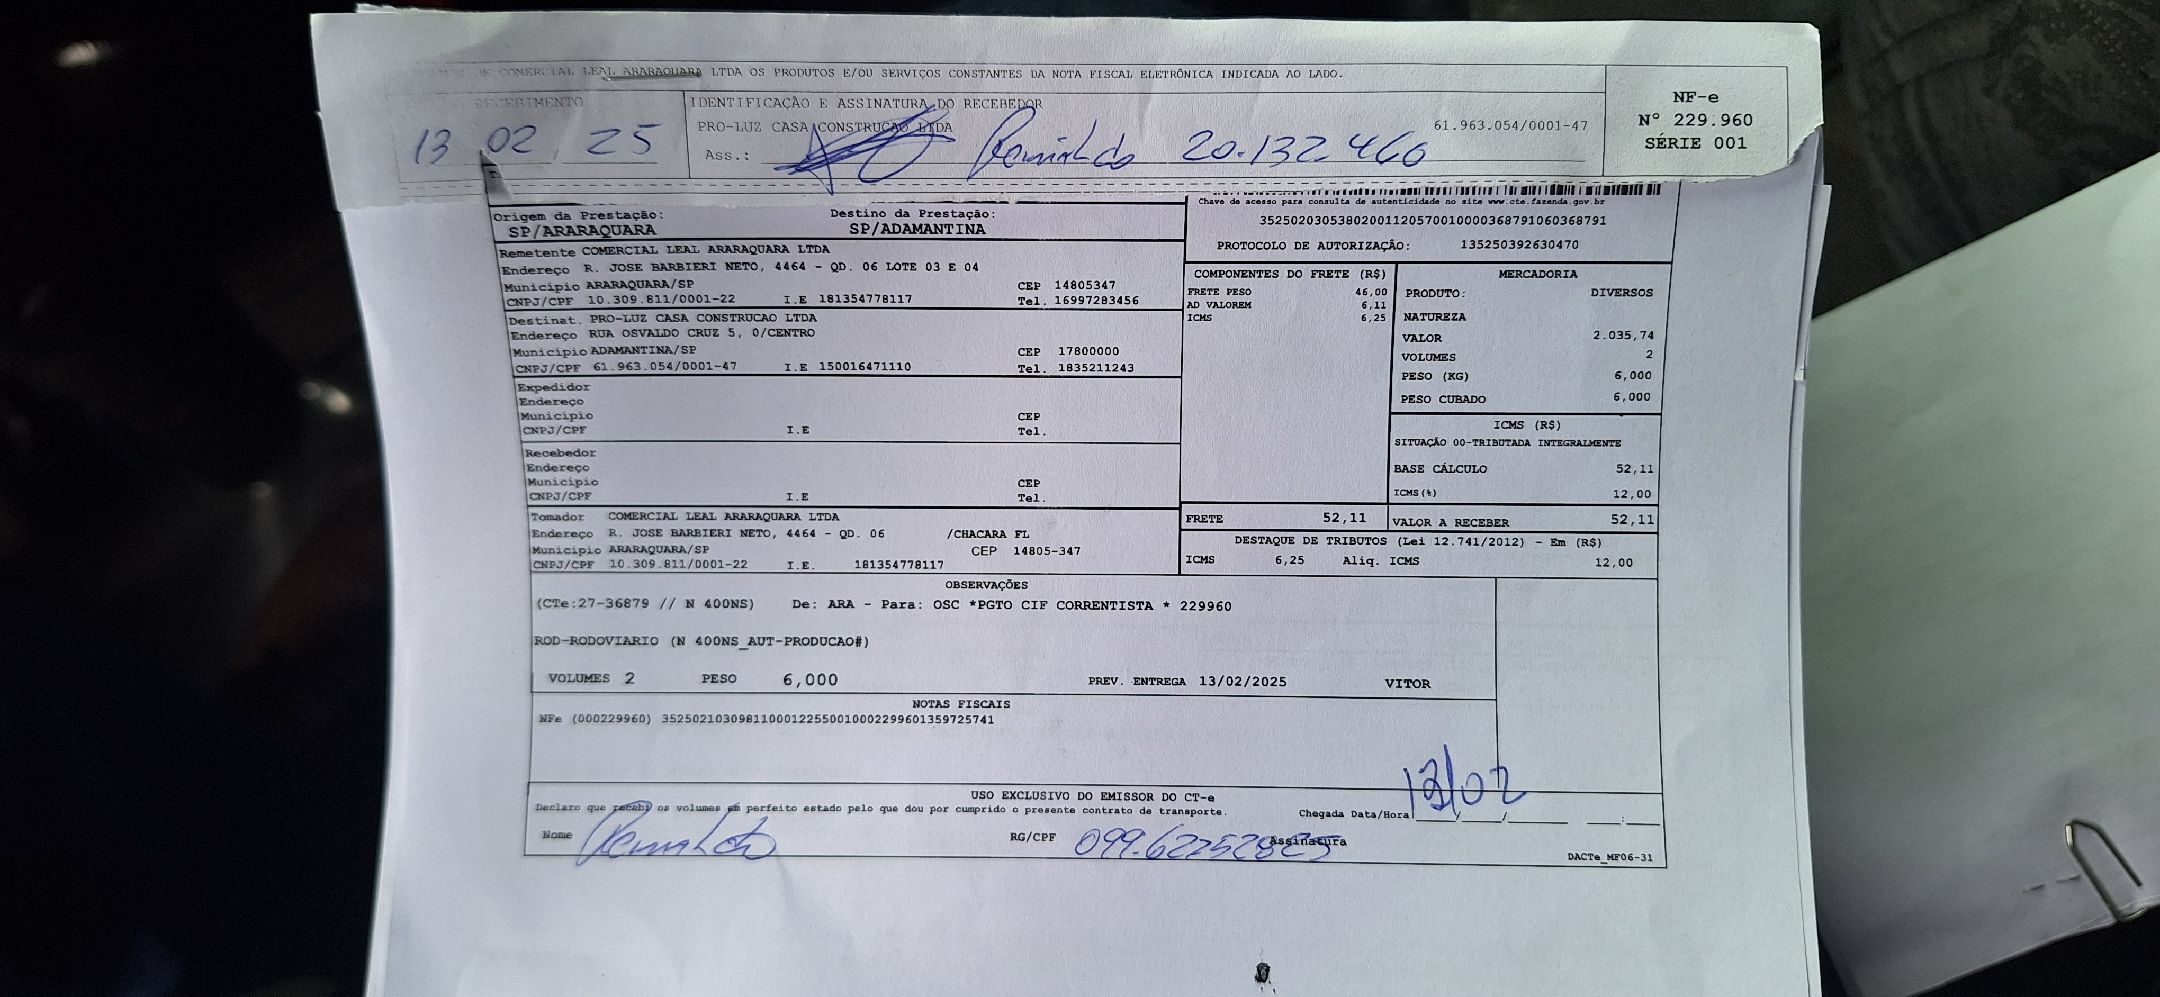 COMERCIAL LEAL ARARAQUARA LTDA OS PRODUTOS E/OU SERVIÇOS CONSTANTES DA NOTA FISCAL ELETRÔNICA INDICADA AO LADO.
RECEBIMENTO
13 02 25
IDENTIFICAÇÃO E ASSINATURA DO RECEBEDOR
PRO-LUZ CASA CONSTRUCAO LTDA 61.963.054/0001-47
Ass.: Reinaldo 20.132.460
NF-e
Nº 229.960
SÉRIE 001
Origem da Prestação: Destino da Prestação:
SP/ARARAQUARA SP/ADAMANTINA
Chave de acesso para consulta de autenticidade no site www.cte.fazenda.gov.br
35250203053802001120570010000368791060368791
PROTOCOLO DE AUTORIZAÇÃO: 135250392630470
Remetente COMERCIAL LEAL ARARAQUARA LTDA
Endereço R. JOSE BARBIERI NETO, 4464 - QD. 06 LOTE 03 E 04
Município ARARAQUARA/SP CEP 14805347
CNPJ/CPF 10.309.811/0001-22 I.E 181354778117 Tel. 16997283456
Destinat. PRO-LUZ CASA CONSTRUCAO LTDA
Endereço RUA OSVALDO CRUZ 5, 0/CENTRO
Município ADAMANTINA/SP CEP 17800000
CNPJ/CPF 61.963.054/0001-47 I.E 150016471110 Tel. 1835211243
Expedidor
Endereço
Município CEP
CNPJ/CPF I.E Tel.
Recebedor
Endereço
Município CEP
CNPJ/CPF I.E Tel.
Tomador COMERCIAL LEAL ARARAQUARA LTDA
Endereço R. JOSE BARBIERI NETO, 4464 - QD. 06 /CHACARA FL
Município ARARAQUARA/SP CEP 14805-347
CNPJ/CPF 10.309.811/0001-22 I.E. 181354778117
COMPONENTES DO FRETE (R$)
FRETE PESO 46,00
AD VALOREM 6,11
ICMS 6,25
MERCADORIA
PRODUTO: DIVERSOS
NATUREZA
VALOR 2.035,74
VOLUMES 2
PESO (KG) 6,000
PESO CUBADO 6,000
ICMS (R$)
SITUAÇÃO 00-TRIBUTADA INTEGRALMENTE
BASE CÁLCULO 52,11
ICMS(%) 12,00
FRETE 52,11 VALOR A RECEBER 52,11
DESTAQUE DE TRIBUTOS (Lei 12.741/2012) - Em (R$)
ICMS 6,25 Aliq. ICMS 12,00
OBSERVAÇÕES
(CTe:27-36879 // N 400NS) De: ARA - Para: OSC *PGTO CIF CORRENTISTA * 229960
ROD-RODOVIARIO (N 400NS_AUT-PRODUCAO#)
VOLUMES 2 PESO 6,000 PREV. ENTREGA 13/02/2025 VITOR
NOTAS FISCAIS
NFe (000229960) 35250210309811000122550010002299601359725741
USO EXCLUSIVO DO EMISSOR DO CT-e
Declaro que recebi os volumes em perfeito estado pelo que dou por cumprido o presente contrato de transporte.
Chegada Data/Hora 13/02
Nome Reinaldo RG/CPF Assinatura
DACTe_MF06-31